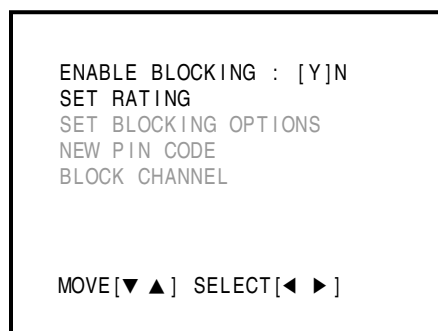 ENABLE BLOCKING : [Y]N
SET RATING
SET BLOCKING OPTIONS
NEW PIN CODE
BLOCK CHANNEL
MOVE[▼ ▲] SELECT[◀ ▶]